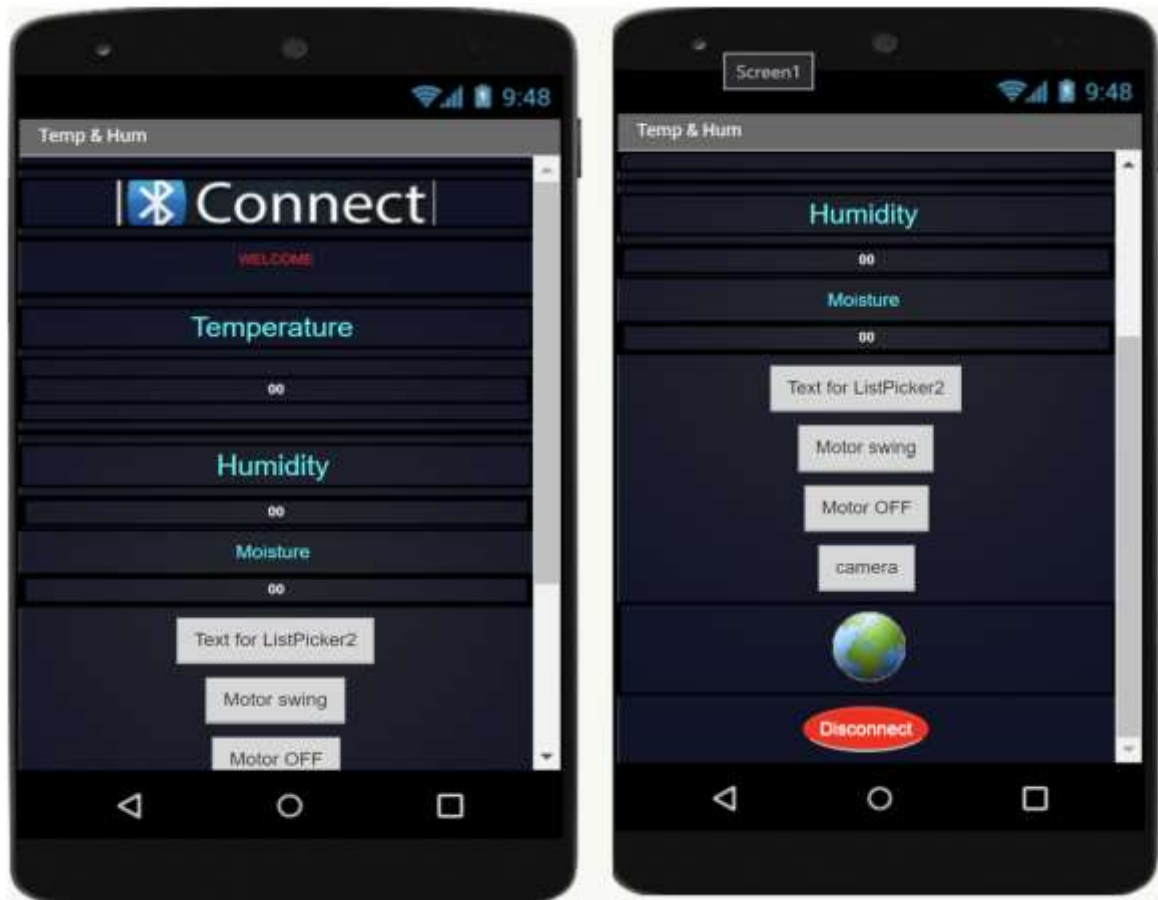 9:48
Temp & Hum
Connect
WELCOME
Temperature
00
Humidity
00
Moisture
00
Text for ListPicker2
Motor swing
Motor OFF
Screen1
9:48
Temp & Hum
Humidity
00
Moisture
00
Text for ListPicker2
Motor swing
Motor OFF
camera
Disconnect